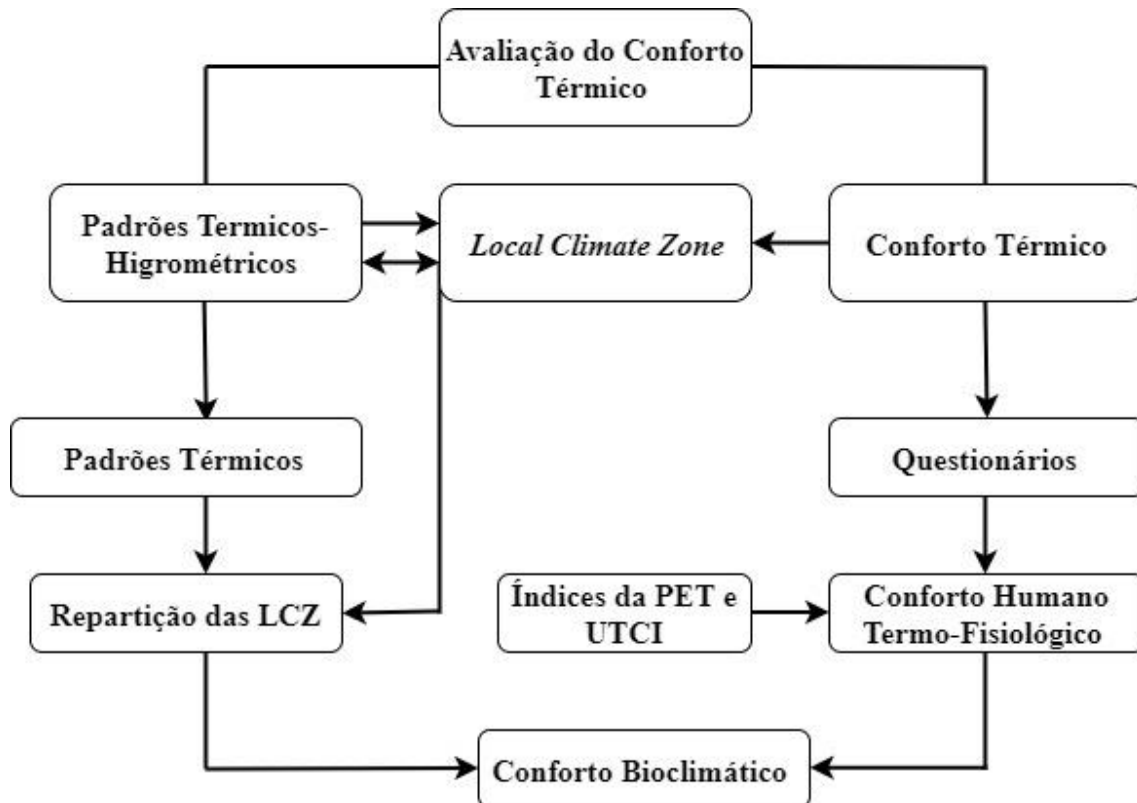 Avaliação do Conforto
Térmico
Padrões Termicos-
Higrométricos
Local Climate Zone
Conforto Térmico
Padrões Térmicos
Questionários
Repartição das LCZ
Índices da PET e
UTCI
Conforto Humano
Termo-Fisiológico
Conforto Bioclimático